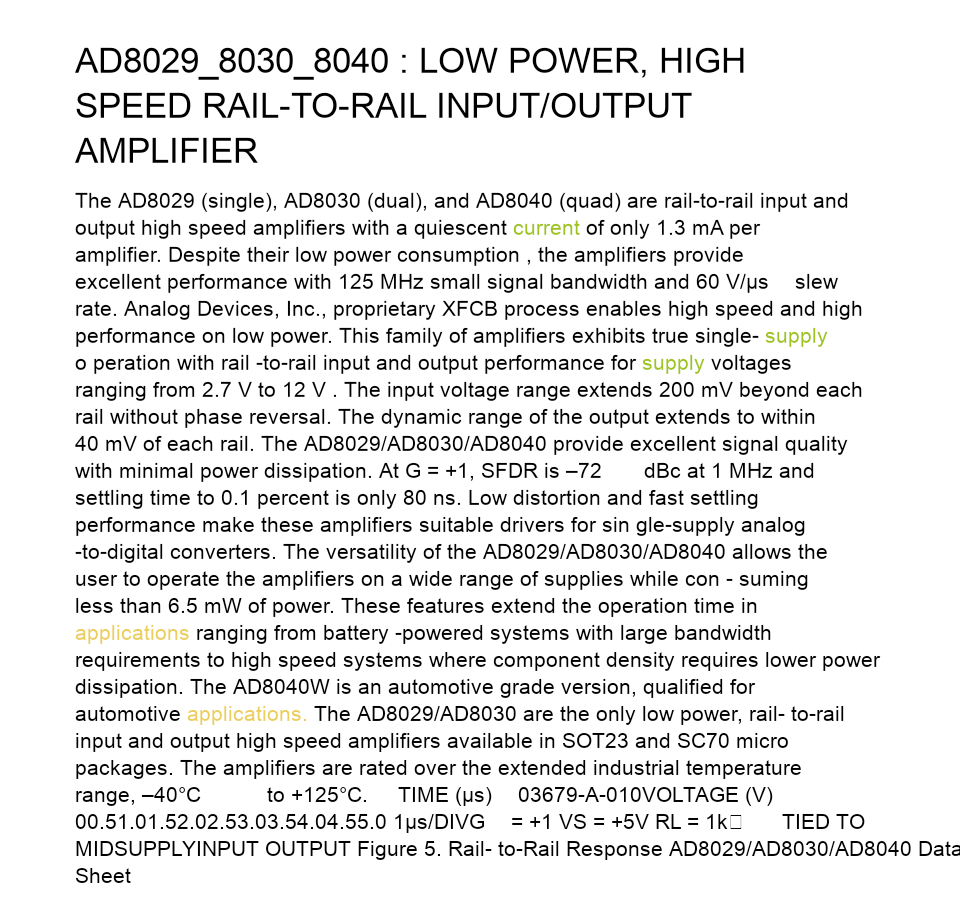 AD8029_8030_8040 : LOW POWER, HIGH
SPEED RAIL-TO-RAIL INPUT/OUTPUT
AMPLIFIER
The AD8029 (single), AD8030 (dual), and AD8040 (quad) are rail-to-rail input and
output high speed amplifiers with a quiescent current of only 1.3 mA per
amplifier. Despite their low power consumption , the amplifiers provide
excellent performance with 125 MHz small signal bandwidth and 60 V/µs slew
rate. Analog Devices, Inc., proprietary XFCB process enables high speed and high
performance on low power. This family of amplifiers exhibits true single- supply
o peration with rail -to-rail input and output performance for supply voltages
ranging from 2.7 V to 12 V . The input voltage range extends 200 mV beyond each
rail without phase reversal. The dynamic range of the output extends to within
40 mV of each rail. The AD8029/AD8030/AD8040 provide excellent signal quality
with minimal power dissipation. At G = +1, SFDR is –72 dBc at 1 MHz and
settling time to 0.1 percent is only 80 ns. Low distortion and fast settling
performance make these amplifiers suitable drivers for sin gle-supply analog
-to-digital converters. The versatility of the AD8029/AD8030/AD8040 allows the
user to operate the amplifiers on a wide range of supplies while con - suming
less than 6.5 mW of power. These features extend the operation time in
applications ranging from battery -powered systems with large bandwidth
requirements to high speed systems where component density requires lower power
dissipation. The AD8040W is an automotive grade version, qualified for
automotive applications. The AD8029/AD8030 are the only low power, rail- to-rail
input and output high speed amplifiers available in SOT23 and SC70 micro
packages. The amplifiers are rated over the extended industrial temperature
range, –40°C to +125°C. TIME (µs) 03679-A-010VOLTAGE (V)
00.51.01.52.02.53.03.54.04.55.0 1µs/DIVG = +1 VS = +5V RL = 1k□ TIED TO
MIDSUPPLYINPUT OUTPUT Figure 5. Rail- to-Rail Response AD8029/AD8030/AD8040 Data
Sheet